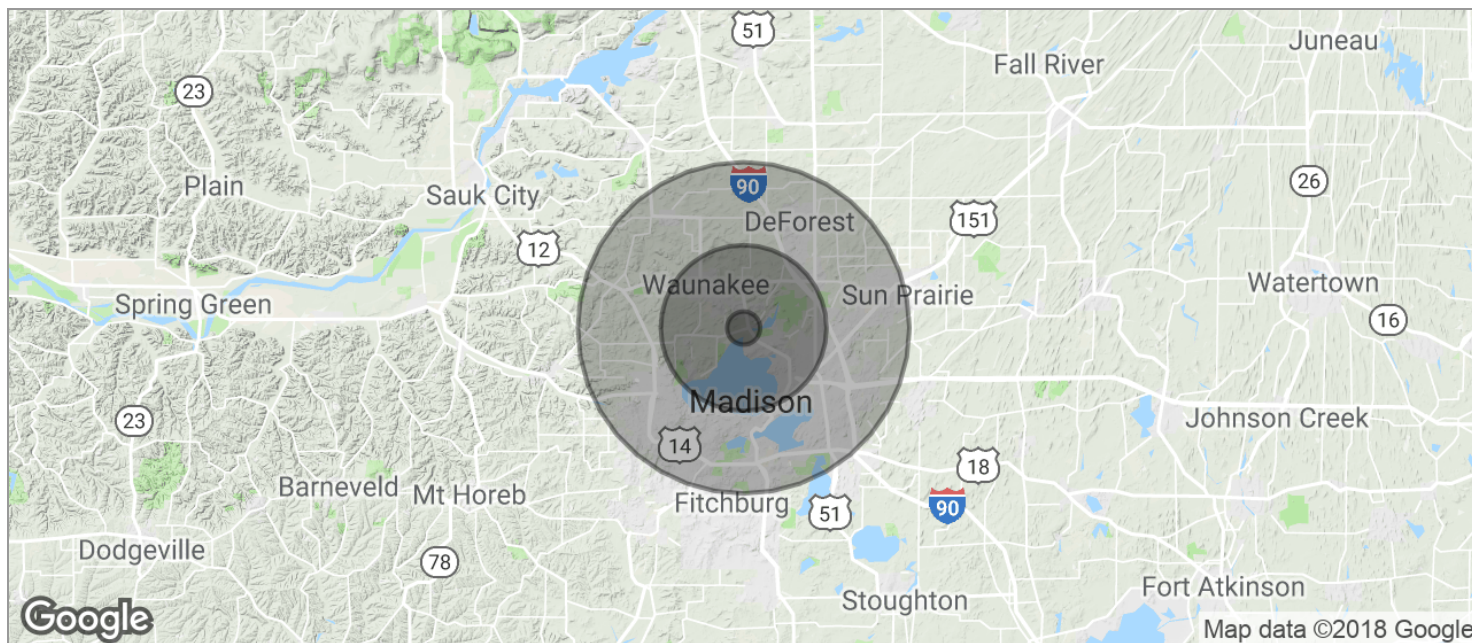 51
Juneau
Fall River
23
Plain
Sauk City
90
26
DeForest
151
12
Waunakee
Sun Prairie
Watertown
Spring Green
16
Madison
23
Johnson Creek
14
18
Barneveld
Mt Horeb
Fitchburg
51
90
Dodgeville
78
Fort Atkinson
Stoughton
Google
Map data ©2018 Google